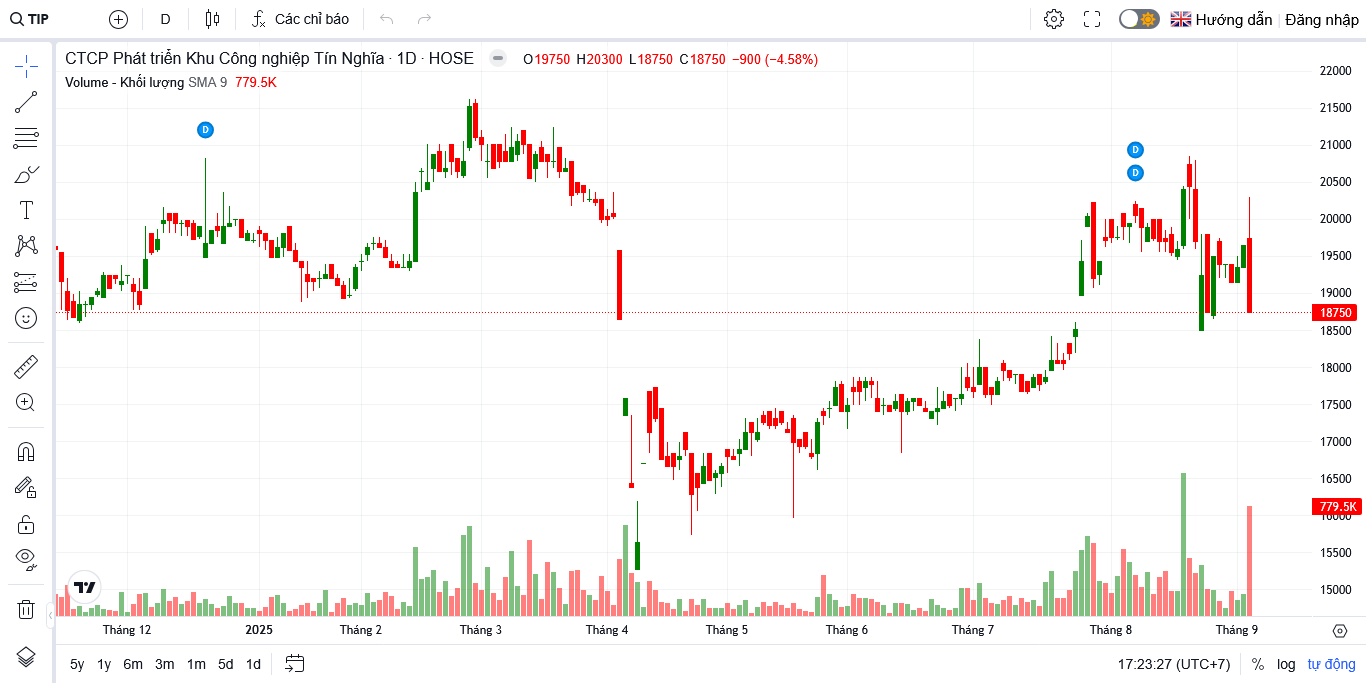 TIP D Các chỉ báo Hướng dẫn Đăng nhập
CTCP Phát triển Khu Công nghiệp Tín Nghĩa · 1D · HOSE O19750 H20300 L18750 C18750 −900 (−4.58%)
Volume - Khối lượng SMA 9 779.5K
22000
21500
21000
20500
20000
19500
19000
18750
18500
18000
17500
17000
16500
779.5K
16000
15500
15000
D
D
D
Tháng 12 2025 Tháng 2 Tháng 3 Tháng 4 Tháng 5 Tháng 6 Tháng 7 Tháng 8 Tháng 9
5y 1y 6m 3m 1m 5d 1d 17:23:27 (UTC+7) % log tự động